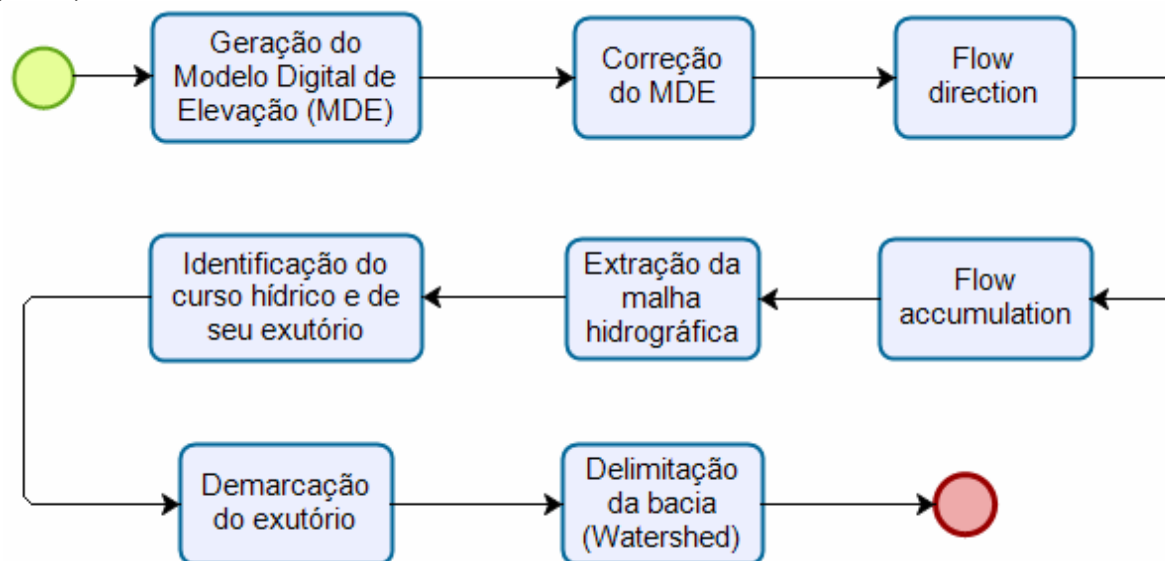 Geração do
Modelo Digital de
Elevação (MDE)
Correção
do MDE
Flow
direction
Flow
accumulation
Extração da
malha
hidrográfica
Identificação do
curso hídrico e de
seu exutório
Demarcação
do exutório
Delimitação
da bacia
(Watershed)